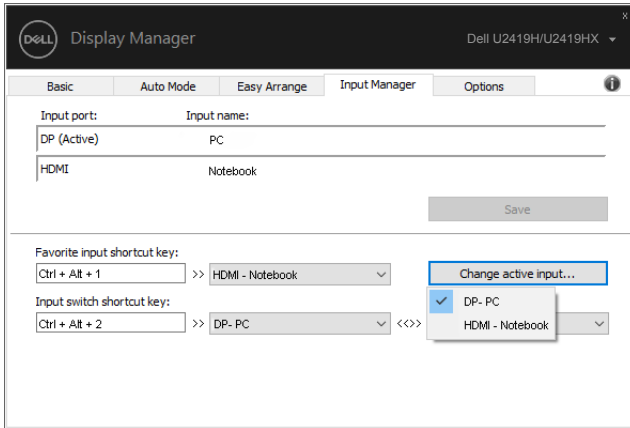 x
DELL Display Manager Dell U2419H/U2419HX
Basic Auto Mode Easy Arrange Input Manager Options i
Input port: Input name:
DP (Active) PC
HDMI Notebook
Save
Favorite input shortcut key:
Ctrl + Alt + 1 >> HDMI - Notebook Change active input...
DP- PC
Input switch shortcut key:
HDMI - Notebook
Ctrl + Alt + 2 >> DP- PC <<>>